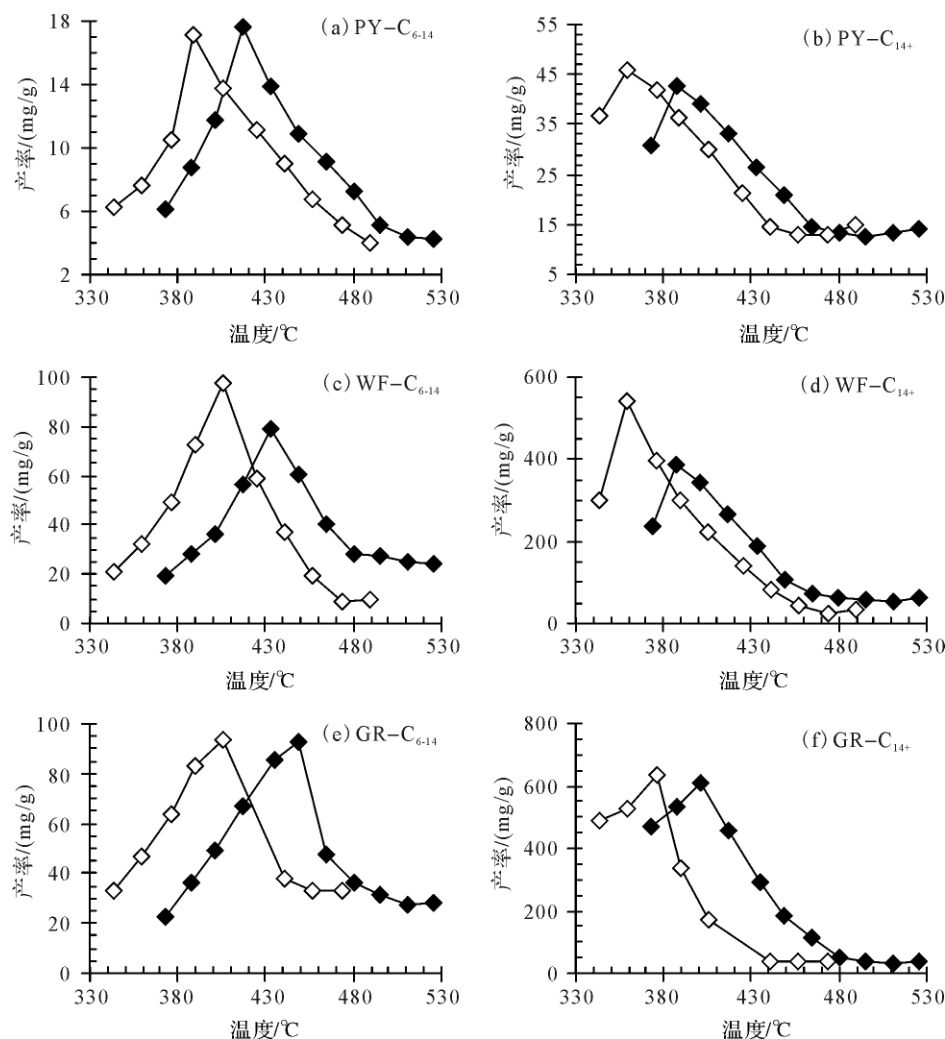 (a) PY-C₆₋₁₄
18
14
10
6
2
产率/(mg/g)
330 380 430 480 530
温度/℃
(b) PY-C₁₄₊
55
45
35
25
15
5
产率/(mg/g)
330 380 430 480 530
温度/℃
(c) WF-C₆₋₁₄
100
80
60
40
20
0
产率/(mg/g)
330 380 430 480 530
温度/℃
(d) WF-C₁₄₊
600
400
200
0
产率/(mg/g)
330 380 430 480 530
温度/℃
(e) GR-C₆₋₁₄
100
80
60
40
20
0
产率/(mg/g)
330 380 430 480 530
温度/℃
(f) GR-C₁₄₊
800
600
400
200
0
产率/(mg/g)
330 380 430 480 530
温度/℃